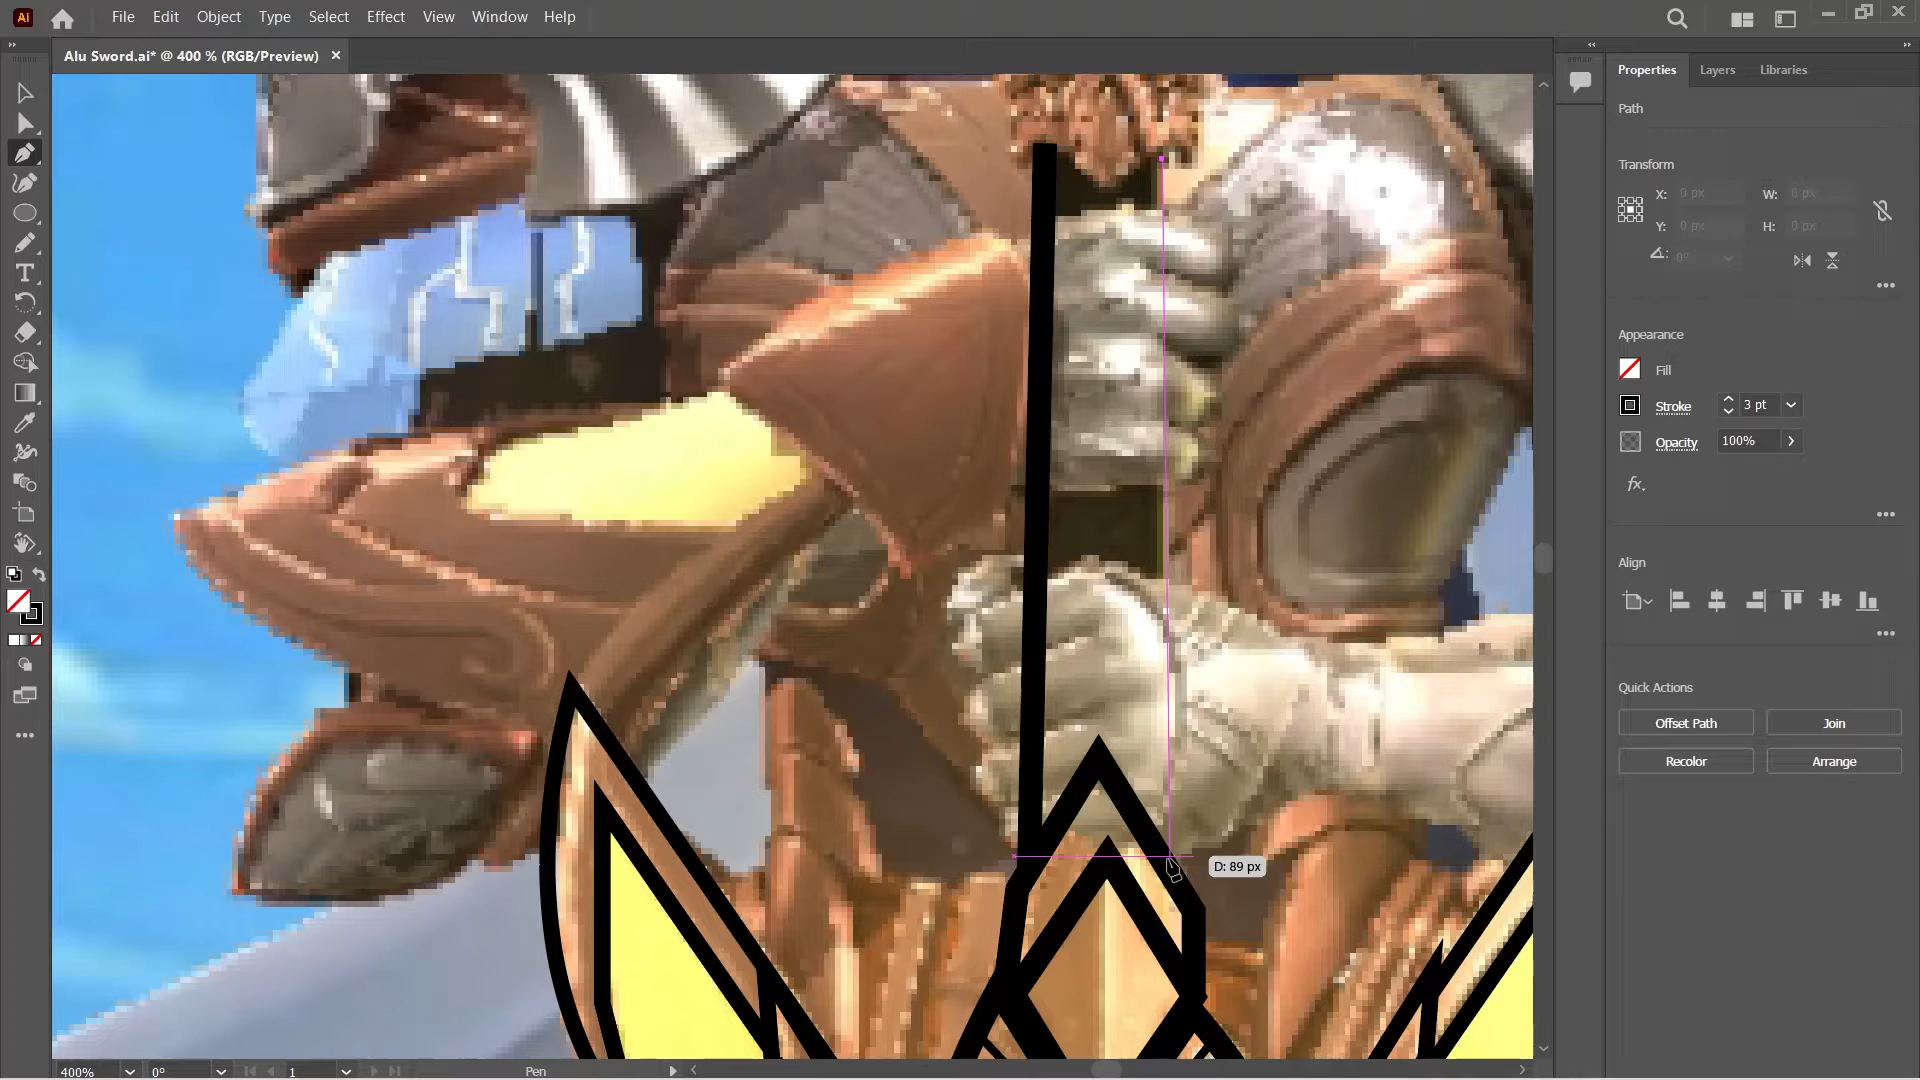 Ai
File Edit Object Type Select Effect View Window Help
Alu Sword.ai* @ 400 % (RGB/Preview) ×
Properties Layers Libraries
Path
Transform
X: 0 px W: 0 px
Y: 0 px H: 0 px
0°
Appearance
Fill
Stroke 3 pt
Opacity 100%
fx.
Align
Quick Actions
Offset Path Join
Recolor Arrange
D: 89 px
400% 0° 1 Pen